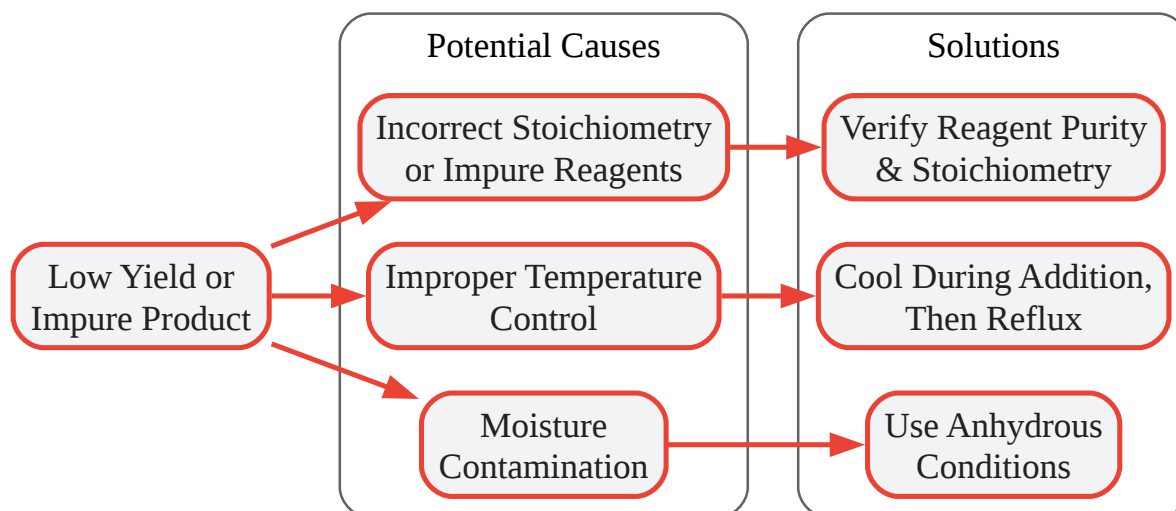 Potential Causes
Solutions
Incorrect Stoichiometry
or Impure Reagents
Verify Reagent Purity
& Stoichiometry
Low Yield or
Impure Product
Improper Temperature
Control
Cool During Addition,
Then Reflux
Moisture
Contamination
Use Anhydrous
Conditions